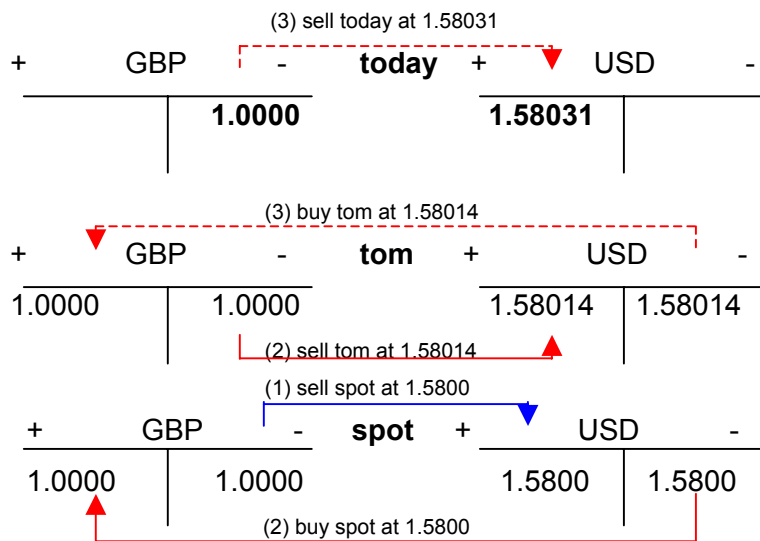 (3) sell today at 1.58031
+ GBP - today + USD -
1.0000 1.58031
(3) buy tom at 1.58014
+ GBP - tom + USD -
1.0000 1.0000 1.58014 1.58014
(2) sell tom at 1.58014
(1) sell spot at 1.5800
+ GBP - spot + USD -
1.0000 1.0000 1.5800 1.5800
(2) buy spot at 1.5800